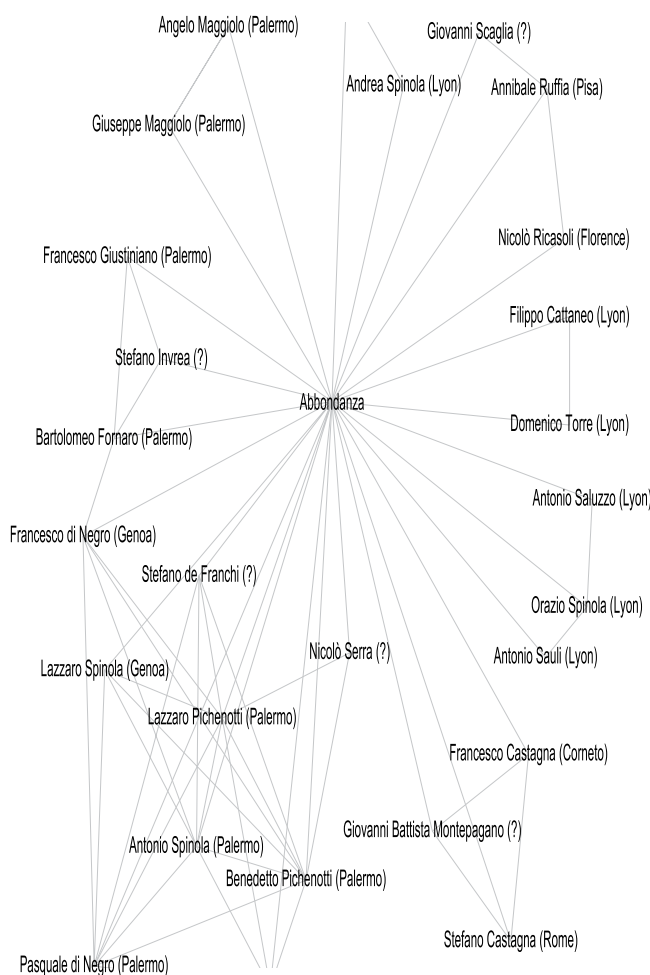 Angelo Maggiolo (Palermo)
Giovanni Scaglia (?)
Andrea Spinola (Lyon)
Annibale Ruffia (Pisa)
Giuseppe Maggiolo (Palermo)
Nicolò Ricasoli (Florence)
Francesco Giustiniano (Palermo)
Filippo Cattaneo (Lyon)
Stefano Invrea (?)
Abbondanza
Domenico Torre (Lyon)
Bartolomeo Fornaro (Palermo)
Antonio Saluzzo (Lyon)
Francesco di Negro (Genoa)
Stefano de Franchi (?)
Orazio Spinola (Lyon)
Nicolò Serra (?)
Antonio Sauli (Lyon)
Lazzaro Spinola (Genoa)
Lazzaro Pichenotti (Palermo)
Francesco Castagna (Corneto)
Giovanni Battista Montepagano (?)
Antonio Spinola (Palermo)
Benedetto Pichenotti (Palermo)
Stefano Castagna (Rome)
Pasquale di Negro (Palermo)